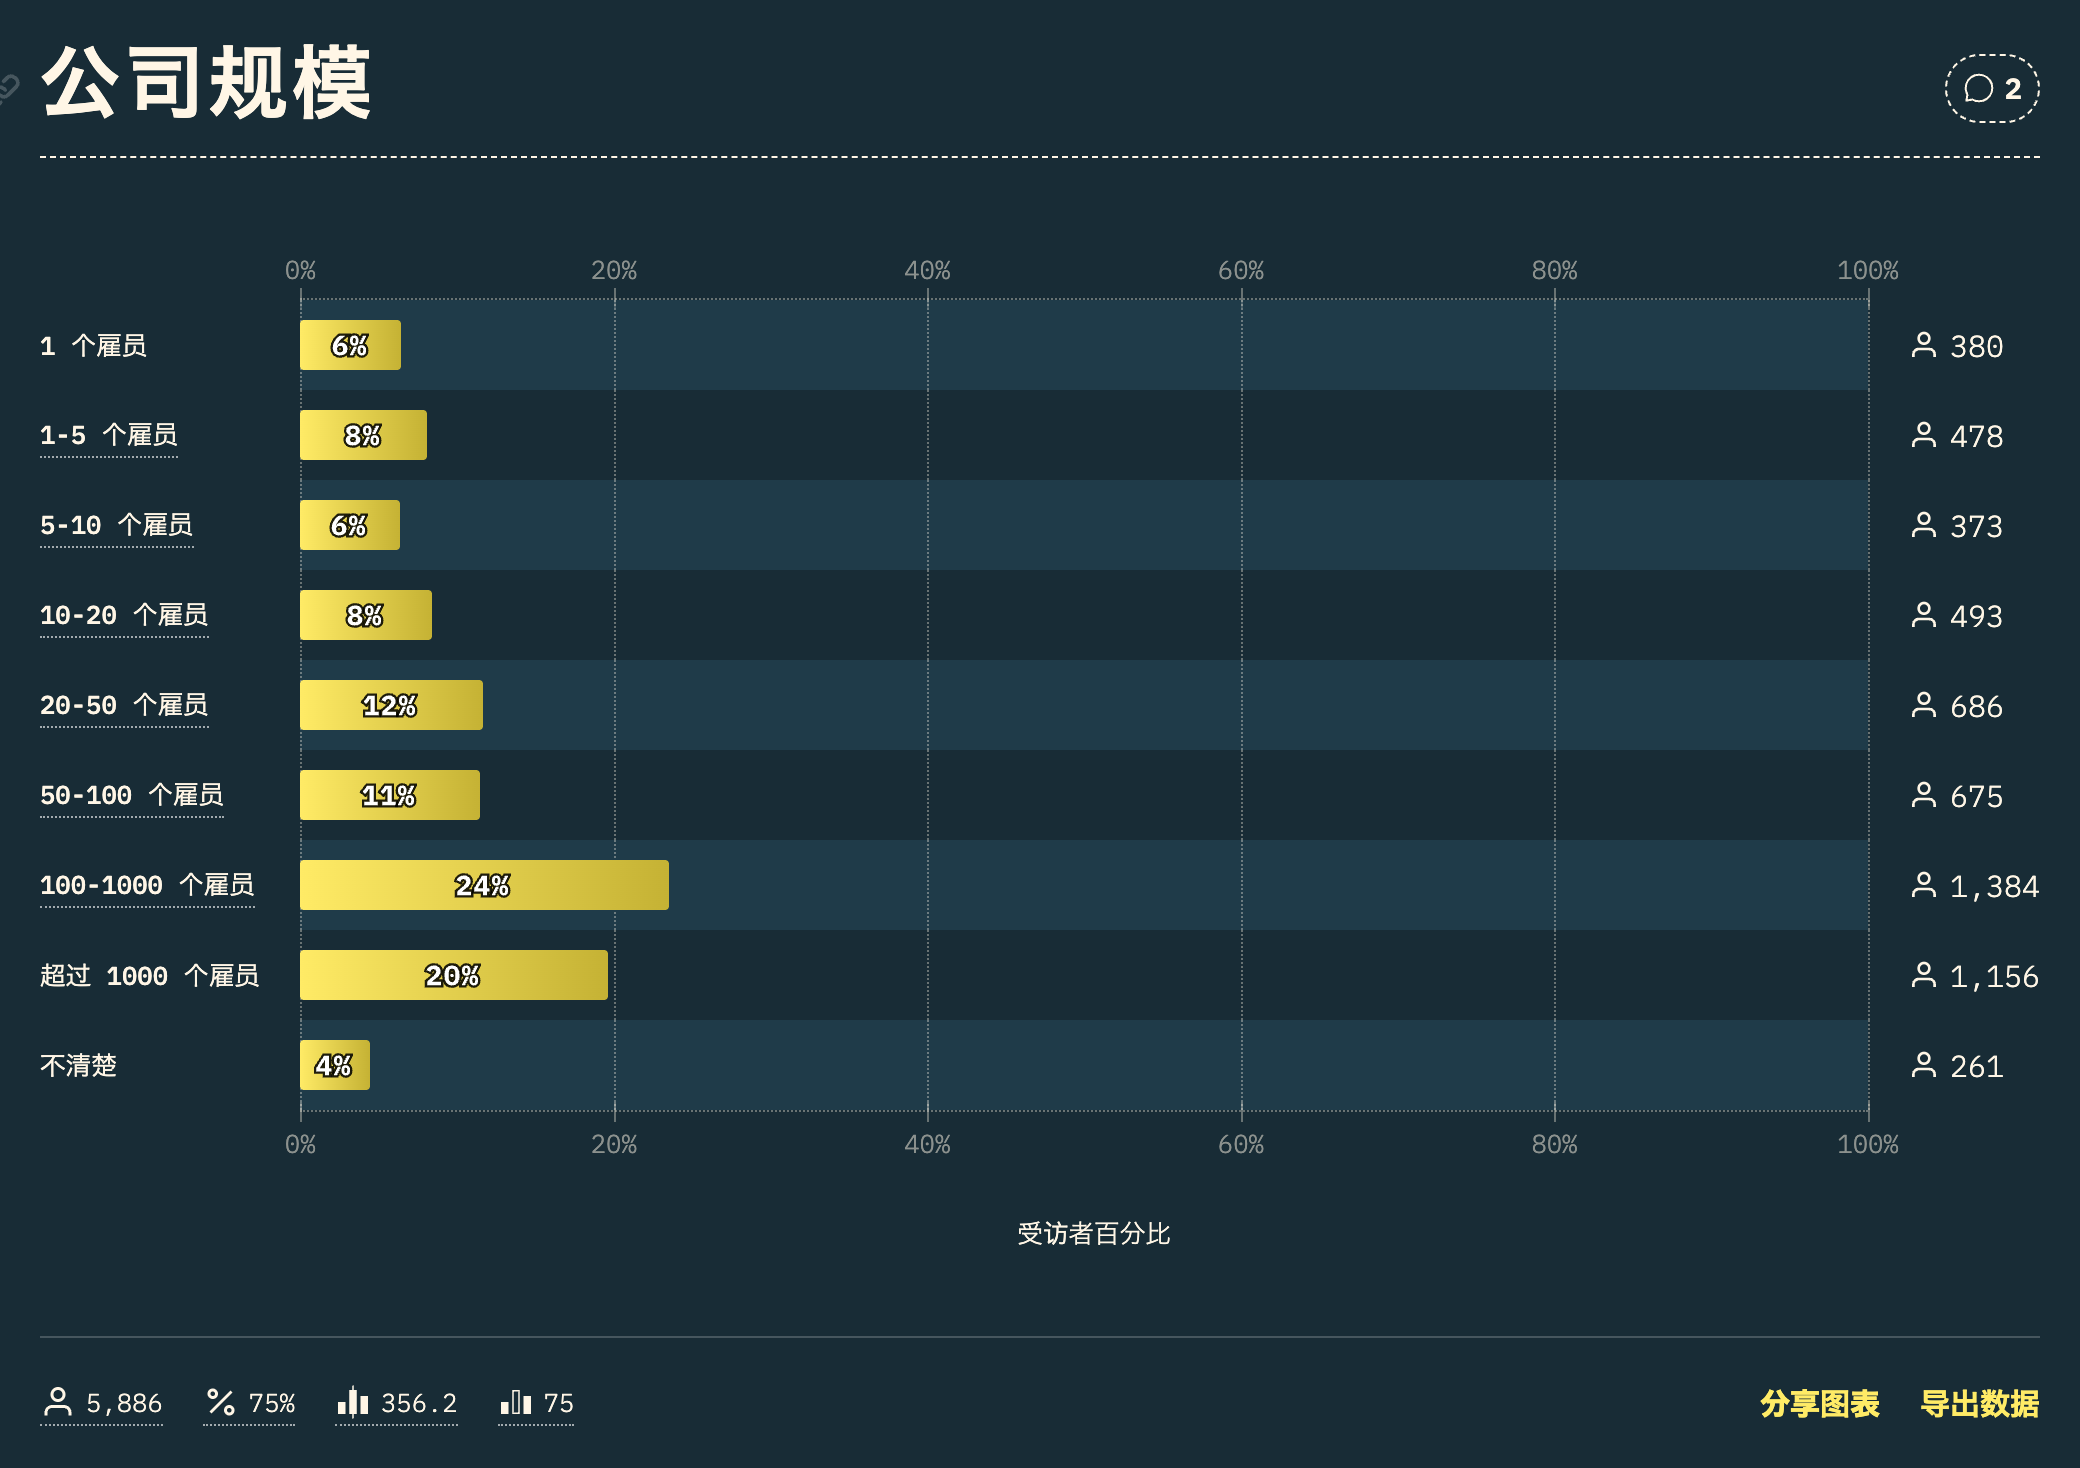 公司规模
2
0% 20% 40% 60% 80% 100%
1 个雇员 6% 380
1-5 个雇员 8% 478
5-10 个雇员 6% 373
10-20 个雇员 8% 493
20-50 个雇员 12% 686
50-100 个雇员 11% 675
100-1000 个雇员 24% 1,384
超过 1000 个雇员 20% 1,156
不清楚 4% 261
0% 20% 40% 60% 80% 100%
受访者百分比
5,886 75% 356.2 75 分享图表 导出数据